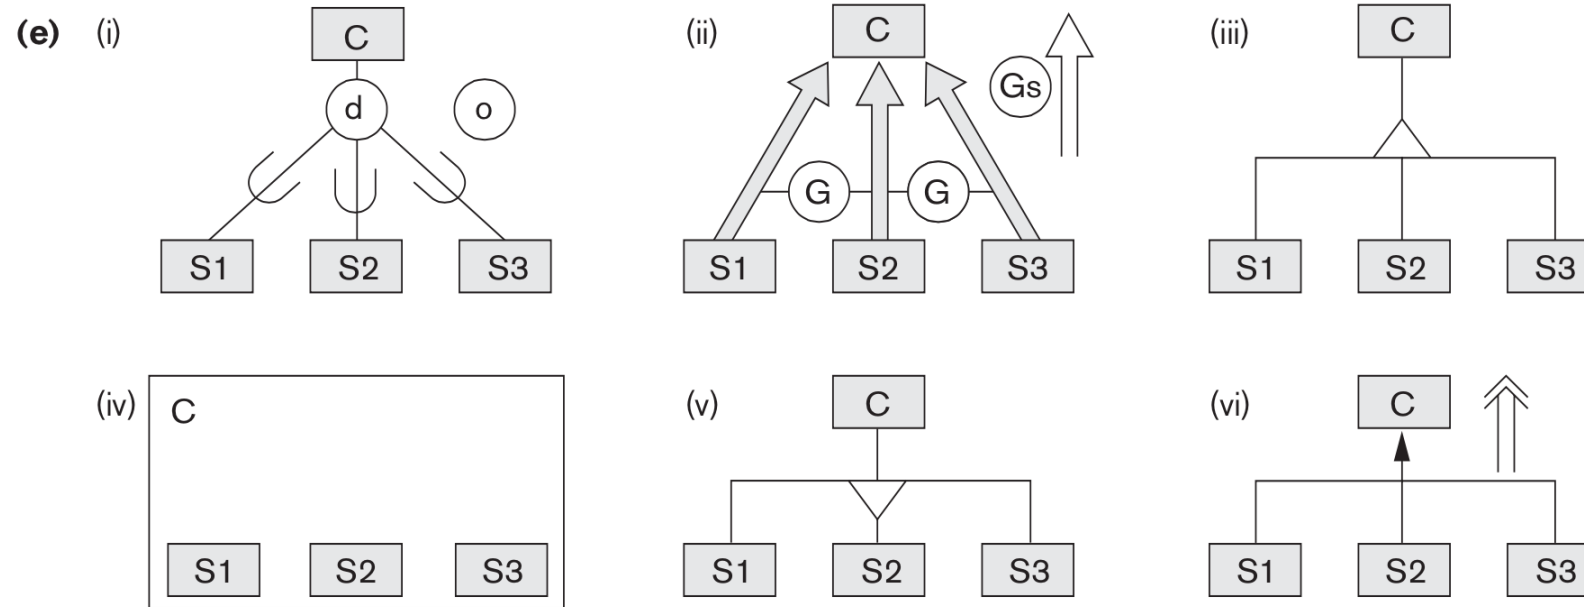 (e) (i) C (ii) C Gs (iii) C
d o
G G
S1 S2 S3 S1 S2 S3 S1 S2 S3
(iv) C (v) C (vi) C
S1 S2 S3 S1 S2 S3 S1 S2 S3